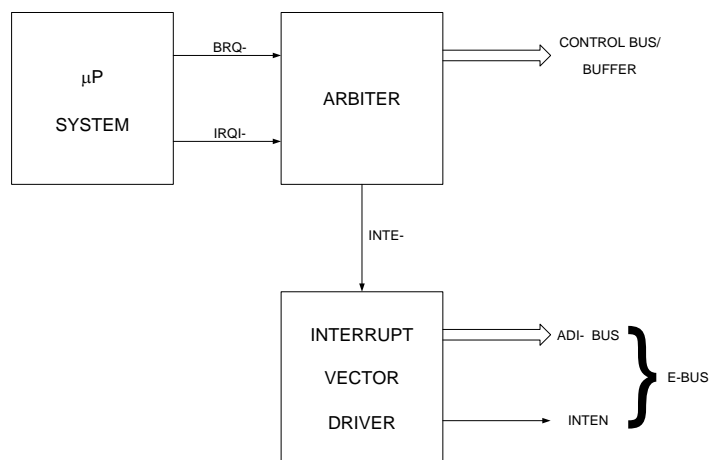 μP
SYSTEM
BRQ-
IRQI-
ARBITER
CONTROL BUS/
BUFFER
INTE-
INTERRUPT
VECTOR
DRIVER
ADI- BUS
INTEN
E-BUS